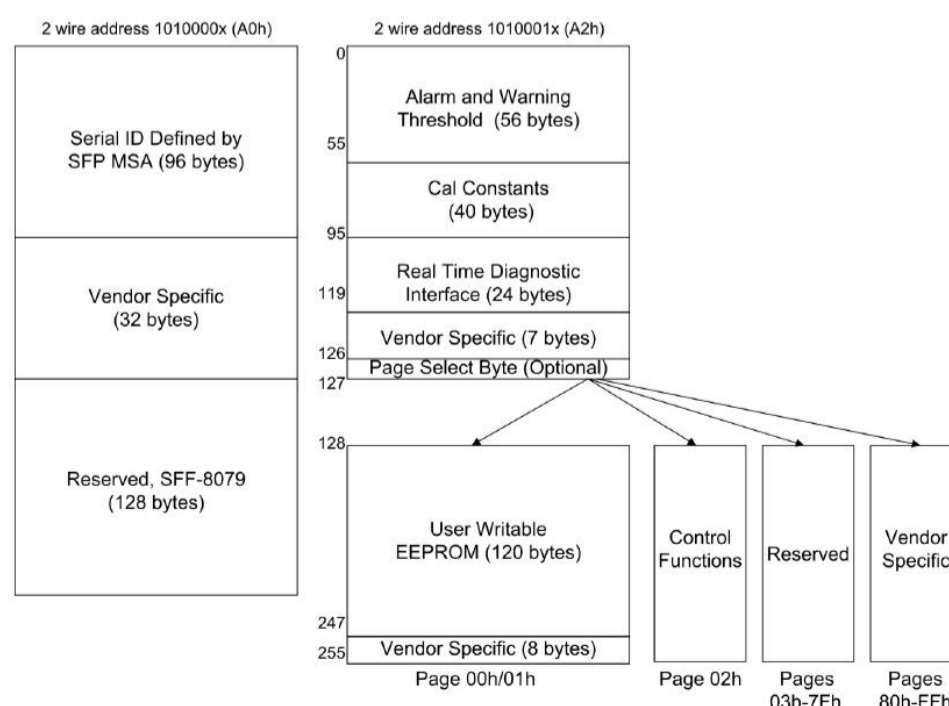 2 wire address 1010000x (A0h)
Serial ID Defined by
SFP MSA (96 bytes)
Vendor Specific
(32 bytes)
Reserved, SFF-8079
(128 bytes)
2 wire address 1010001x (A2h)
0
Alarm and Warning
Threshold (56 bytes)
55
Cal Constants
(40 bytes)
95
Real Time Diagnostic
Interface (24 bytes)
119
Vendor Specific (7 bytes)
126
Page Select Byte (Optional)
127
128
User Writable
EEPROM (120 bytes)
247
Vendor Specific (8 bytes)
255
Page 00h/01h
Control
Functions
Page 02h
Reserved
Pages
03h-7Fh
Vendor
Specific
Pages
80h-FFh